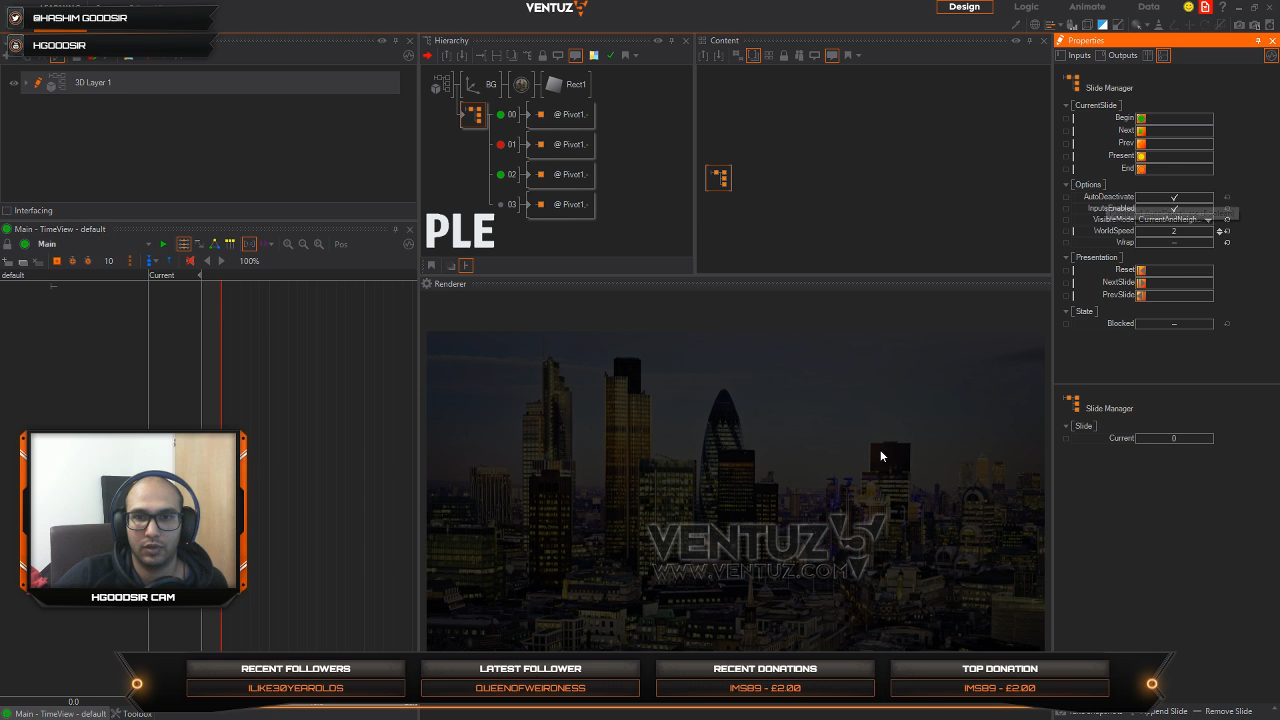 @HASHIM GOODSIR
HGOODSIR
VENTUZ
Design
Logic
Animate
Data
Hierarchy
Content
Properties
Inputs
Outputs
3D Layer 1
BG
Rect1
00
@ Pivot1,-
01
@ Pivot1,-
02
@ Pivot1,-
03
@ Pivot1,-
PLE
Slide Manager
CurrentSlide
Begin
Next
Prev
Present
End
Options
AutoDeactivate
InputsEnabled
VisibleMode
CurrentAndNeigh..
WorldSpeed
2
Wrap
Presentation
Reset
NextSlide
PrevSlide
State
Blocked
Interfacing
Main - TimeView - default
Main
Pos
10
100%
default
Current
Renderer
VENTUZ 5
WWW.VENTUZ.COM
Slide Manager
Slide
Current
0
HGOODSIR CAM
RECENT FOLLOWERS
ILIKE30YEAROLDS
LATEST FOLLOWER
QUEENOFWEIRDNESS
RECENT DONATIONS
IMS89 - £2.00
TOP DONATION
IMS89 - £2.00
0.0
Main - TimeView - default
Toolbox
Remove Slide